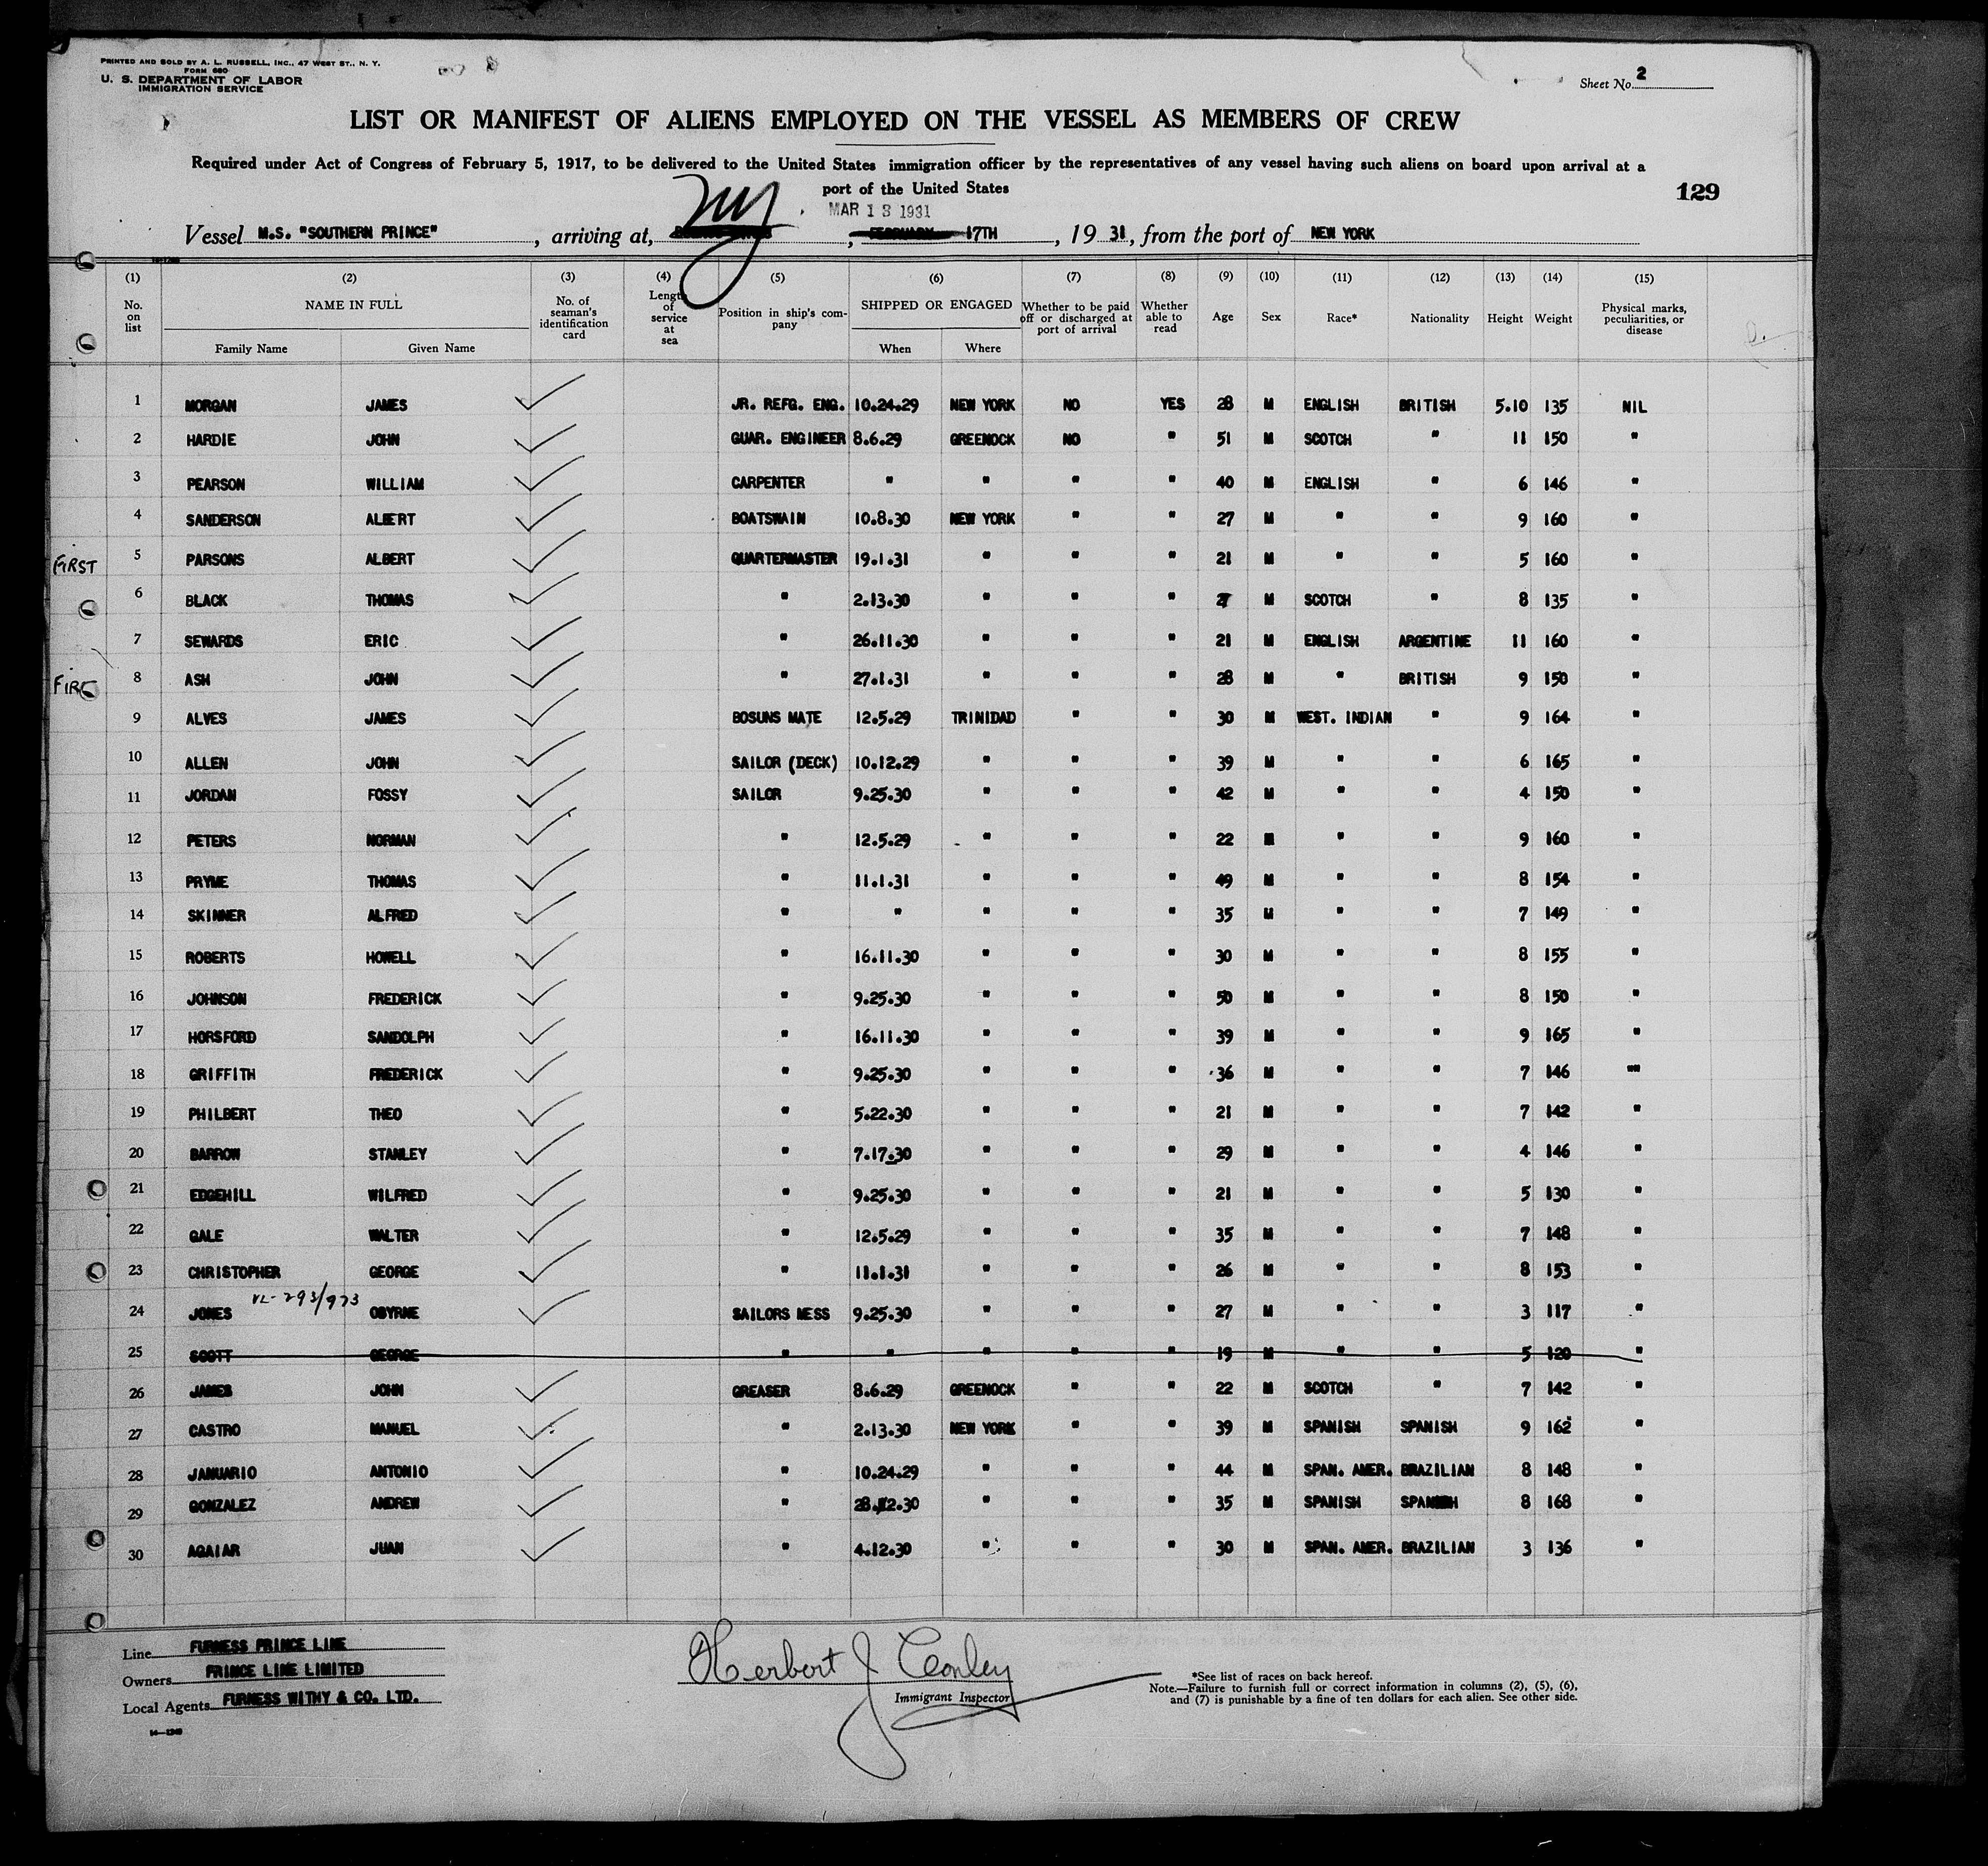 PRINTED AND SOLD BY A. L. RUSSELL, INC., 47 WEST ST., N. Y.
FORM 680
U. S. DEPARTMENT OF LABOR
IMMIGRATION SERVICE
Sheet No. 2
LIST OR MANIFEST OF ALIENS EMPLOYED ON THE VESSEL AS MEMBERS OF CREW
Required under Act of Congress of February 5, 1917, to be delivered to the United States immigration officer by the representatives of any vessel having such aliens on board upon arrival at a
port of the United States
129
MAR 13 1931
Vessel M.S. "SOUTHERN PRINCE", arriving at, NY, FEBRUARY 17TH, 19 31, from the port of NEW YORK
(1) (2) (3) (4) (5) (6) (7) (8) (9) (10) (11) (12) (13) (14) (15)
No. on list NAME IN FULL Family Name Given Name No. of seaman's identification card Length of service at sea Position in ship's company SHIPPED OR ENGAGED When Where Whether to be paid off or discharged at port of arrival Whether able to read Age Sex Race* Nationality Height Weight Physical marks, peculiarities, or disease
1 MORGAN JAMES JR. REFG. ENG. 10.24.29 NEW YORK NO YES 28 M ENGLISH BRITISH 5.10 135 NIL
2 HARDIE JOHN GUAR. ENGINEER 8.6.29 GREENOCK NO " 51 M SCOTCH " 11 150 "
3 PEARSON WILLIAM CARPENTER " " " " 40 M ENGLISH " 6 146 "
4 SANDERSON ALBERT BOATSWAIN 10.8.30 NEW YORK " " 27 M " " 9 160 "
FIRST 5 PARSONS ALBERT QUARTERMASTER 19.1.31 " " " 21 M " " 5 160 "
6 BLACK THOMAS " 2.13.30 " " " 27 M SCOTCH " 8 135 "
7 SEWARDS ERIC " 26.11.30 " " " 21 M ENGLISH ARGENTINE 11 160 "
8 ASH JOHN " 27.1.31 " " " 28 M " BRITISH 9 150 "
9 ALVES JAMES BOSUNS MATE 12.5.29 TRINIDAD " " 30 M WEST. INDIAN " 9 164 "
10 ALLEN JOHN SAILOR (DECK) 10.12.29 " " " 39 M " " 6 165 "
11 JORDAN FOSSY SAILOR 9.25.30 " " " 42 M " " 4 150 "
12 PETERS NORMAN " 12.5.29 " " " 22 M " " 9 160 "
13 PRYME THOMAS " 11.1.31 " " " 49 M " " 8 154 "
14 SKINNER ALFRED " " " " " 35 M " " 7 149 "
15 ROBERTS HOWELL " 16.11.30 " " " 30 M " " 8 155 "
16 JOHNSON FREDERICK " 9.25.30 " " " 50 M " " 8 150 "
17 HORSFORD SANDOLPH " 16.11.30 " " " 39 M " " 9 165 "
18 GRIFFITH FREDERICK " 9.25.30 " " " 36 M " " 7 146 "
19 PHILBERT THEO " 5.22.30 " " " 21 M " " 7 142 "
20 BARROW STANLEY " 7.17.30 " " " 29 M " " 4 146 "
21 EDGEHILL WILFRED " 9.25.30 " " " 21 M " " 5 130 "
22 GALE WALTER " 12.5.29 " " " 35 M " " 7 148 "
23 CHRISTOPHER GEORGE " 11.1.31 " " " 26 M " " 8 153 "
VL-293/973
24 JONES OBYRNE SAILORS MESS 9.25.30 " " " 27 M " " 3 117 "
25 SCOTT GEORGE " " " " " 19 M " " 5 120 "
26 JAMES JOHN GREASER 8.6.29 GREENOCK " " 22 M SCOTCH " 7 142 "
27 CASTRO MANUEL " 2.13.30 NEW YORK " " 39 M SPANISH SPANISH 9 162 "
28 JANUARIO ANTONIO " 10.24.29 " " " 44 M SPAN. AMER. BRAZILIAN 8 148 "
29 GONZALEZ ANDREW " 28.12.30 " " " 35 M SPANISH SPANISH 8 168 "
30 AGAIAR JUAN " 4.12.30 " " " 30 M SPAN. AMER. BRAZILIAN 3 136 "
Line FURNESS PRINCE LINE
Owners PRINCE LINE LIMITED
Local Agents FURNESS WITHY & CO. LTD.
Herbert J Conley
Immigrant Inspector
*See list of races on back hereof.
Note.—Failure to furnish full or correct information in columns (2), (5), (6),
and (7) is punishable by a fine of ten dollars for each alien. See other side.